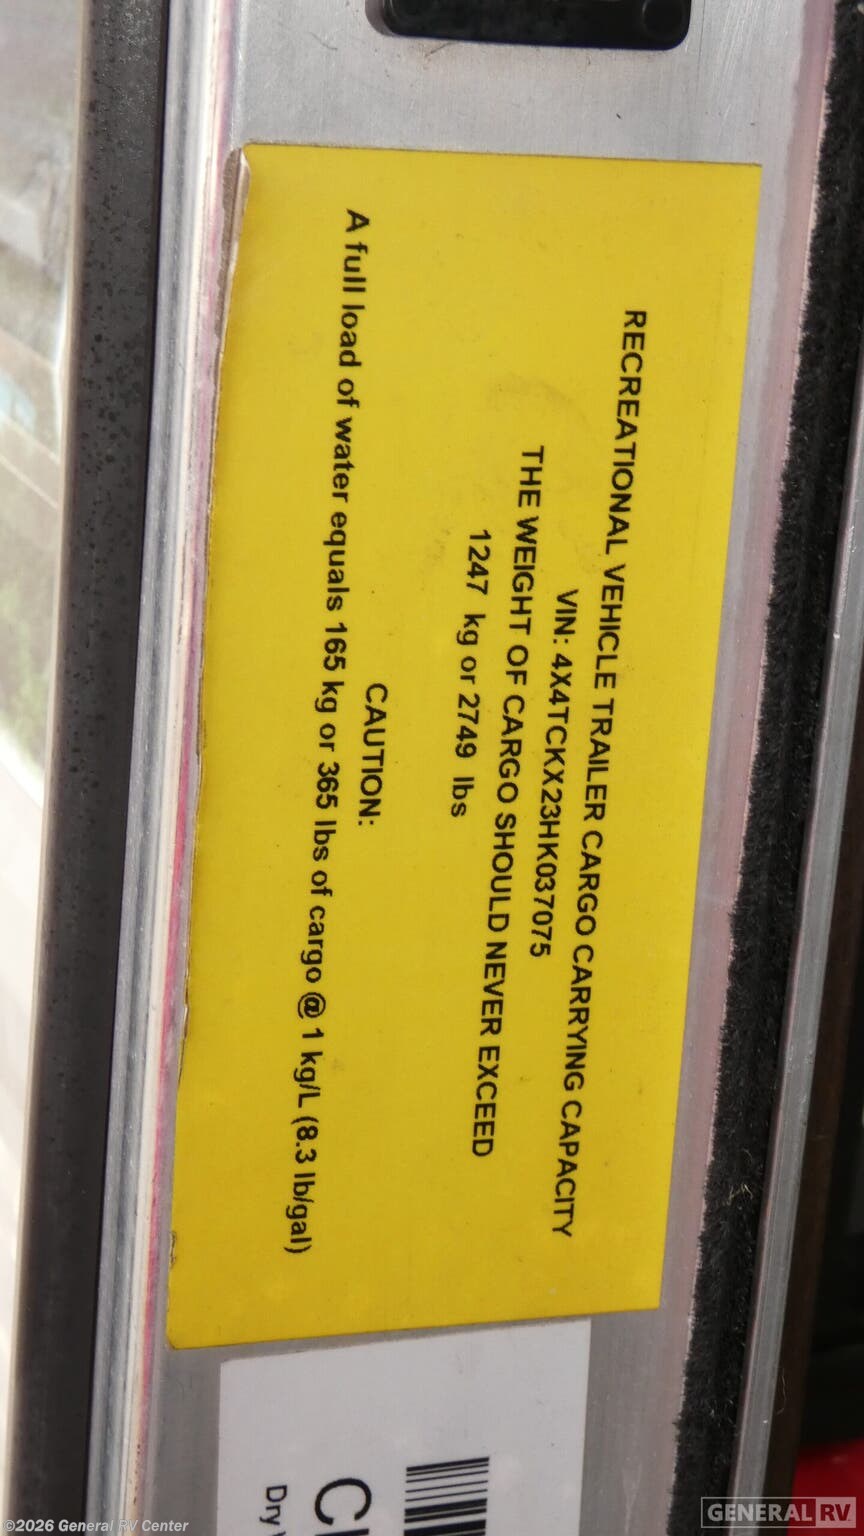 RECREATIONAL VEHICLE TRAILER CARGO CARRYING CAPACITY
VIN: 4X4TCKX23HK037075
THE WEIGHT OF CARGO SHOULD NEVER EXCEED
1247 kg or 2749 lbs
CAUTION:
A full load of water equals 165 kg or 365 lbs of cargo @ 1 kg/L (8.3 lb/gal)
Dry
©2026 General RV Center
GENERAL RV